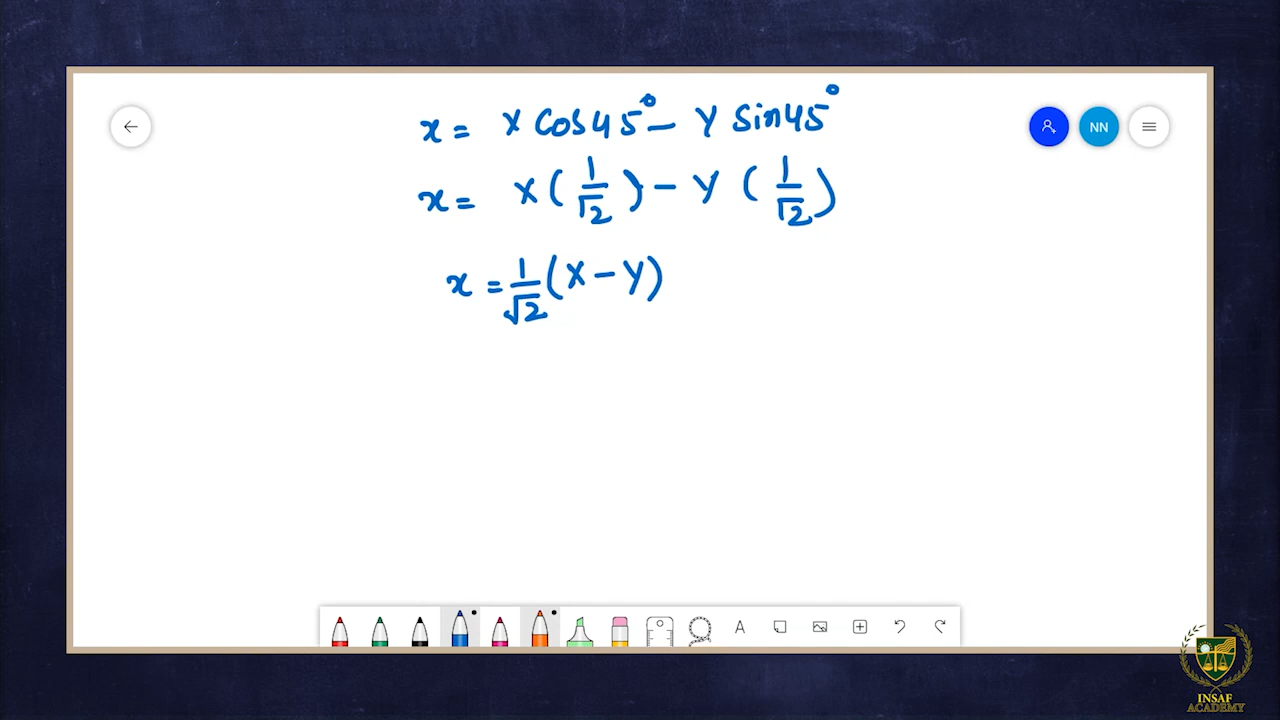 x = X Cos45° - Y Sin45°
x = X(1/√2) - Y(1/√2)
x = 1/√2(X - Y)
NN
A
INSAF
ACADEMY